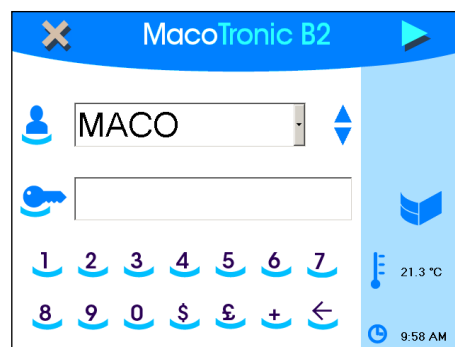 MacoTronic B2
MACO
1 2 3 4 5 6 7
8 9 0 $ £ + ←
21.3 °C
9:58 AM